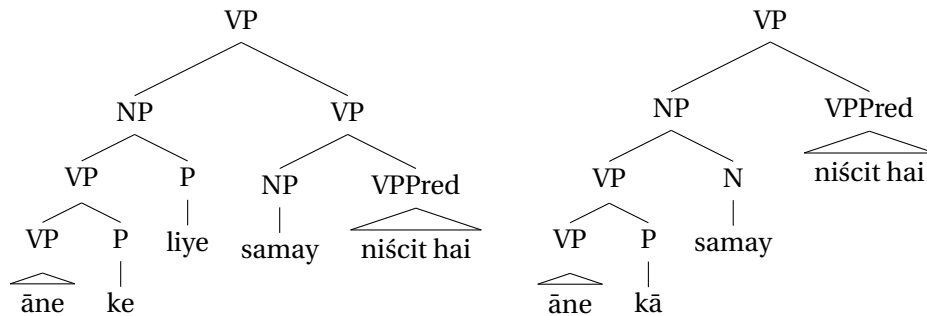 VP VP
NP VP NP VPPred
VP P NP VPPred VP N niścit hai
VP P liye samay niścit hai VP P samay
āne ke āne kā